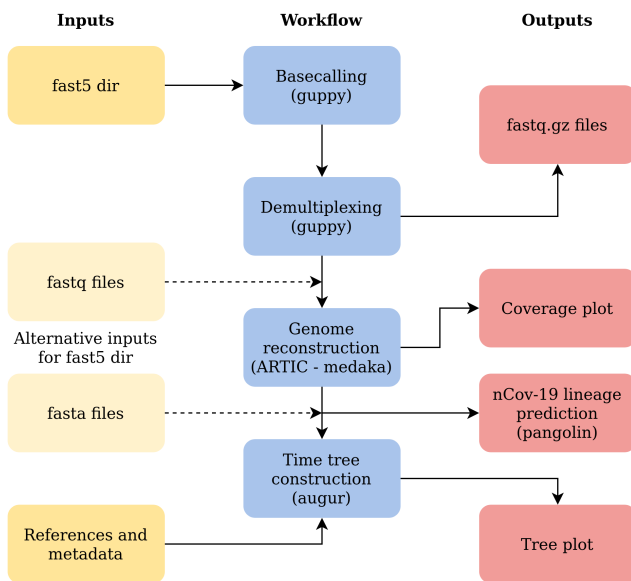 Inputs
Workflow
Outputs
fast5 dir
Basecalling
(guppy)
fastq.gz files
Demultiplexing
(guppy)
fastq files
Coverage plot
Alternative inputs
for fast5 dir
Genome
reconstruction
(ARTIC - medaka)
fasta files
nCov-19 lineage
prediction
(pangolin)
Time tree
construction
(augur)
References and
metadata
Tree plot